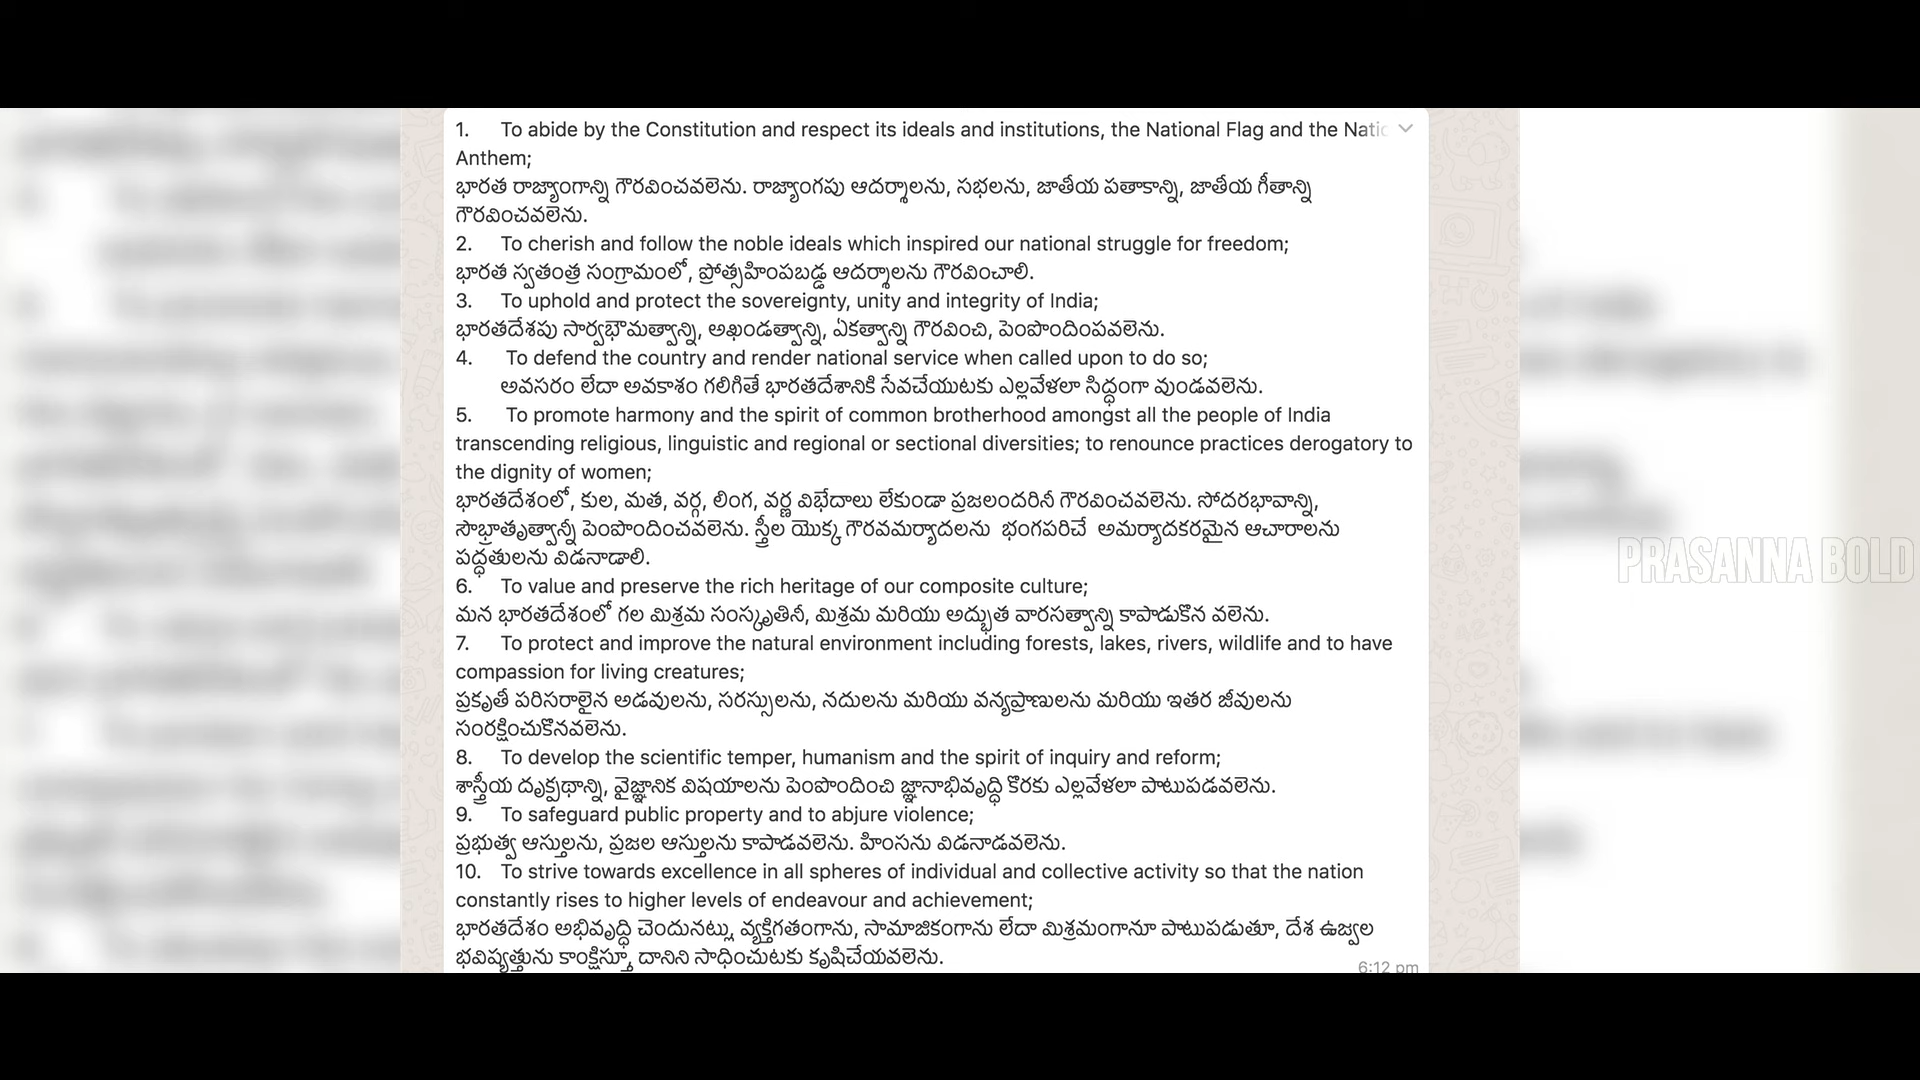 1. To abide by the Constitution and respect its ideals and institutions, the National Flag and the Natio
Anthem;
భారత రాజ్యాంగాన్ని గౌరవించవలెను. రాజ్యాంగపు ఆదర్శాలను, సభలను, జాతీయ పతాకాన్ని, జాతీయ గీతాన్ని
గౌరవించవలెను.
2. To cherish and follow the noble ideals which inspired our national struggle for freedom;
భారత స్వతంత్ర సంగ్రామంలో, ప్రోత్సహింపబడ్డ ఆదర్శాలను గౌరవించాలి.
3. To uphold and protect the sovereignty, unity and integrity of India;
భారతదేశపు సార్వభౌమత్వాన్ని, అఖండత్వాన్ని, ఏకత్వాన్ని గౌరవించి, పెంపొందింపవలెను.
4. To defend the country and render national service when called upon to do so;
అవసరం లేదా అవకాశం గలిగితే భారతదేశానికి సేవచేయుటకు ఎల్లవేళలా సిద్ధంగా వుండవలెను.
5. To promote harmony and the spirit of common brotherhood amongst all the people of India
transcending religious, linguistic and regional or sectional diversities; to renounce practices derogatory to
the dignity of women;
భారతదేశంలో, కుల, మత, వర్గ, లింగ, వర్ణ విభేదాలు లేకుండా ప్రజలందరినీ గౌరవించవలెను. సోదరభావాన్ని,
సౌభ్రాతృత్వాన్నీ పెంపొందించవలెను. స్త్రీల యొక్క గౌరవమర్యాదలను భంగపరిచే అమర్యాదకరమైన ఆచారాలను
పద్ధతులను విడనాడాలి.
6. To value and preserve the rich heritage of our composite culture;
మన భారతదేశంలో గల మిశ్రమ సంస్కృతినీ, మిశ్రమ మరియు అద్భుత వారసత్వాన్ని కాపాడుకొన వలెను.
7. To protect and improve the natural environment including forests, lakes, rivers, wildlife and to have
compassion for living creatures;
ప్రకృతీ పరిసరాలైన అడవులను, సరస్సులను, నదులను మరియు వన్యప్రాణులను మరియు ఇతర జీవులను
సంరక్షించుకొనవలెను.
8. To develop the scientific temper, humanism and the spirit of inquiry and reform;
శాస్త్రీయ దృక్పథాన్ని, వైజ్ఞానిక విషయాలను పెంపొందించి జ్ఞానాభివృద్ధి కొరకు ఎల్లవేళలా పాటుపడవలెను.
9. To safeguard public property and to abjure violence;
ప్రభుత్వ ఆస్తులను, ప్రజల ఆస్తులను కాపాడవలెను. హింసను విడనాడవలెను.
10. To strive towards excellence in all spheres of individual and collective activity so that the nation
constantly rises to higher levels of endeavour and achievement;
భారతదేశం అభివృద్ధి చెందునట్లు వ్యక్తిగతంగాను, సామాజికంగాను లేదా మిశ్రమంగానూ పాటుపడుతూ, దేశ ఉజ్వల
భవిష్యత్తును కాంక్షిస్తూ, దానిని సాధించుటకు కృషిచేయవలెను.
6:12 pm
PRASANNA BOLD